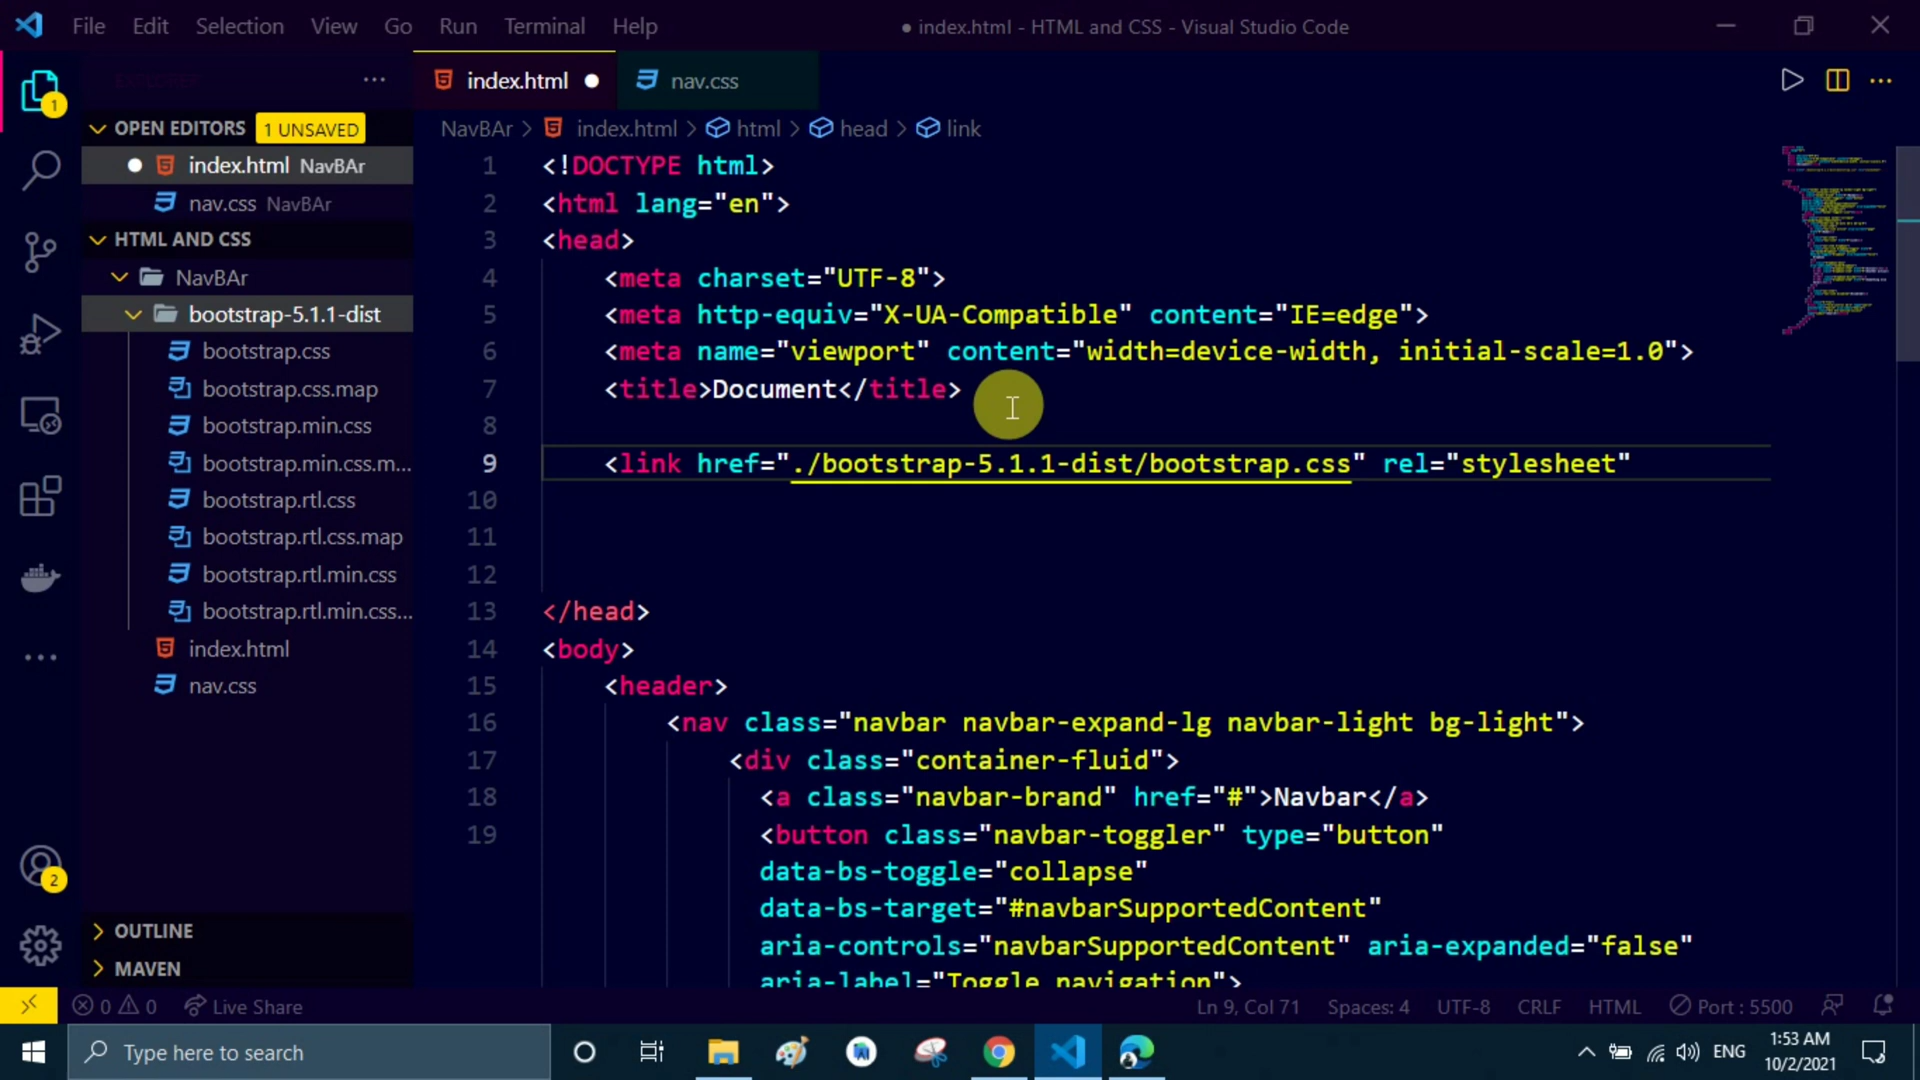 File Edit Selection View Go Run Terminal Help
● index.html - HTML and CSS - Visual Studio Code
EXPLORER
index.html
nav.css
1
OPEN EDITORS 1 UNSAVED
index.html NavBAr
nav.css NavBAr
HTML AND CSS
NavBAr
bootstrap-5.1.1-dist
bootstrap.css
bootstrap.css.map
bootstrap.min.css
bootstrap.min.css.m...
bootstrap.rtl.css
bootstrap.rtl.css.map
bootstrap.rtl.min.css
bootstrap.rtl.min.css...
index.html
nav.css
2
OUTLINE
MAVEN
NavBAr > index.html > html > head > link
1 <!DOCTYPE html>
2 <html lang="en">
3 <head>
4 <meta charset="UTF-8">
5 <meta http-equiv="X-UA-Compatible" content="IE=edge">
6 <meta name="viewport" content="width=device-width, initial-scale=1.0">
7 <title>Document</title>
8
9 <link href="./bootstrap-5.1.1-dist/bootstrap.css" rel="stylesheet"
10
11
12
13 </head>
14 <body>
15 <header>
16 <nav class="navbar navbar-expand-lg navbar-light bg-light">
17 <div class="container-fluid">
18 <a class="navbar-brand" href="#">Navbar</a>
19 <button class="navbar-toggler" type="button"
data-bs-toggle="collapse"
data-bs-target="#navbarSupportedContent"
aria-controls="navbarSupportedContent" aria-expanded="false"
aria-label="Toggle navigation">
0 0 Live Share
Ln 9, Col 71 Spaces: 4 UTF-8 CRLF HTML Port : 5500
Type here to search
ENG
1:53 AM
10/2/2021